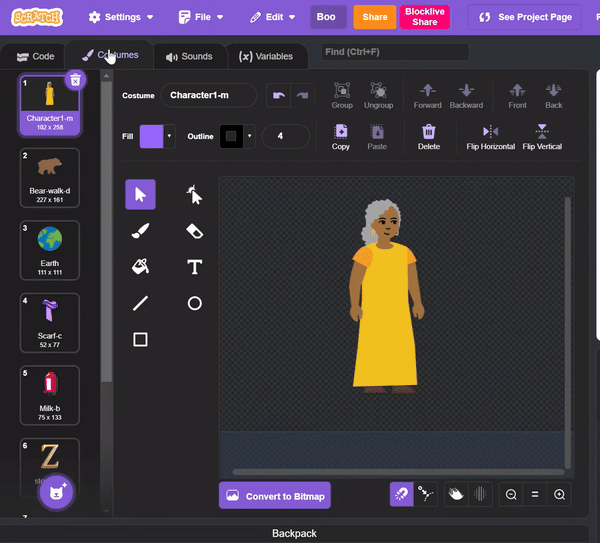 SCRATCH
Settings
File
Edit
Boo
Share
Blocklive
Share
See Project Page
Code
Costumes
Sounds
(x) Variables
Find (Ctrl+F)
1
Character1-m
102 x 258
2
Bear-walk-d
227 x 161
3
Earth
111 x 111
4
Scarf-c
52 x 77
5
Milk-b
75 x 133
6
Z
Costume
Character1-m
Group
Ungroup
Forward
Backward
Front
Back
Fill
Outline
4
Copy
Paste
Delete
Flip Horizontal
Flip Vertical
T
Convert to Bitmap
Backpack